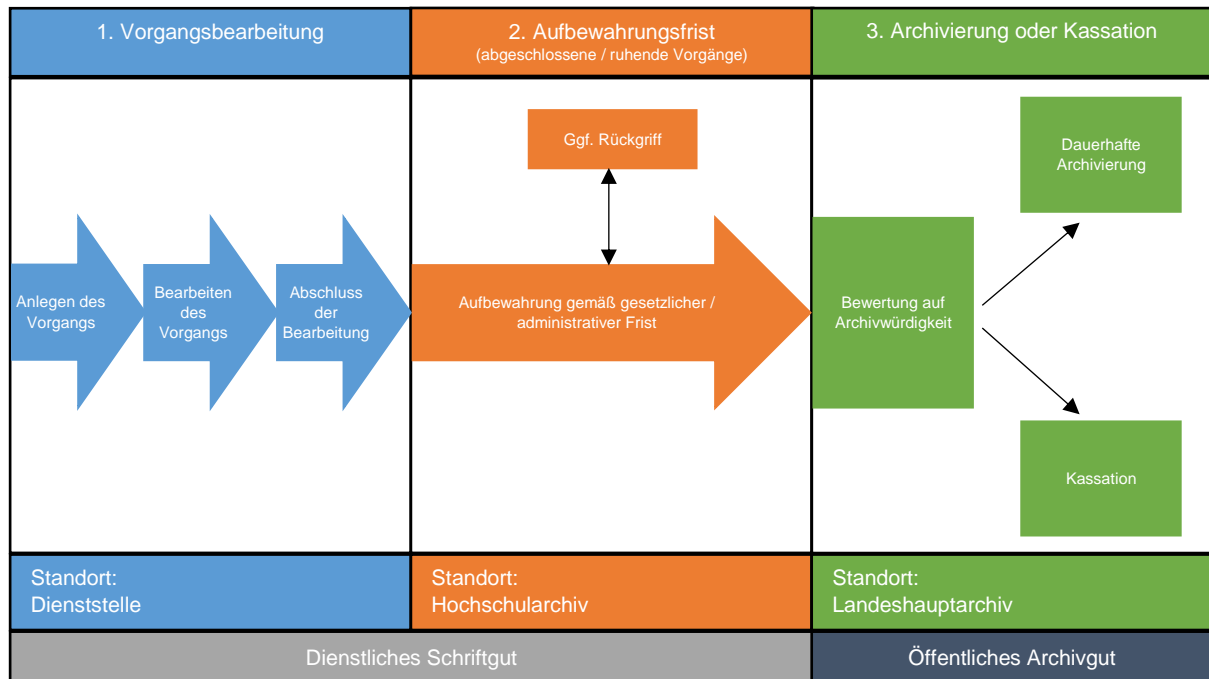 1. Vorgangsbearbeitung
2. Aufbewahrungsfrist
(abgeschlossene / ruhende Vorgänge)
3. Archivierung oder Kassation
Ggf. Rückgriff
Dauerhafte
Archivierung
Anlegen des
Vorgangs
Bearbeiten
des
Vorgangs
Abschluss
der
Bearbeitung
Aufbewahrung gemäß gesetzlicher /
administrativer Frist
Bewertung auf
Archivwürdigkeit
Kassation
Standort:
Dienststelle
Standort:
Hochschularchiv
Standort:
Landeshauptarchiv
Dienstliches Schriftgut
Öffentliches Archivgut